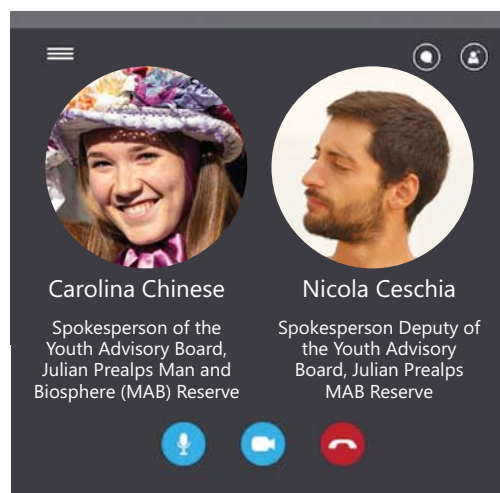 Carolina Chinese
Spokesperson of the
Youth Advisory Board,
Julian Prealps Man and
Biosphere (MAB) Reserve
Nicola Ceschia
Spokesperson Deputy of
the Youth Advisory
Board, Julian Prealps
MAB Reserve